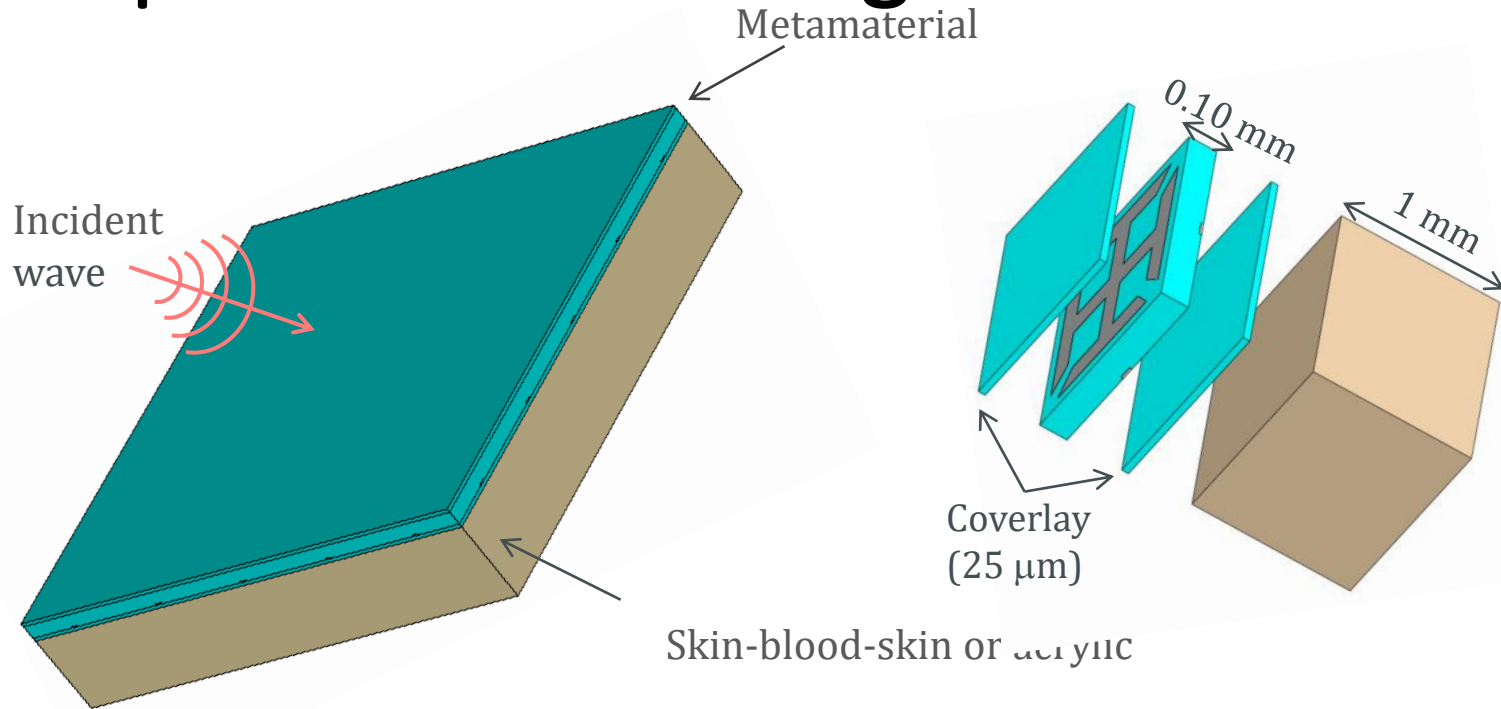 Metamaterial
0.10 mm
1 mm
Incident
wave
Coverlay
(25 μm)
Skin-blood-skin or